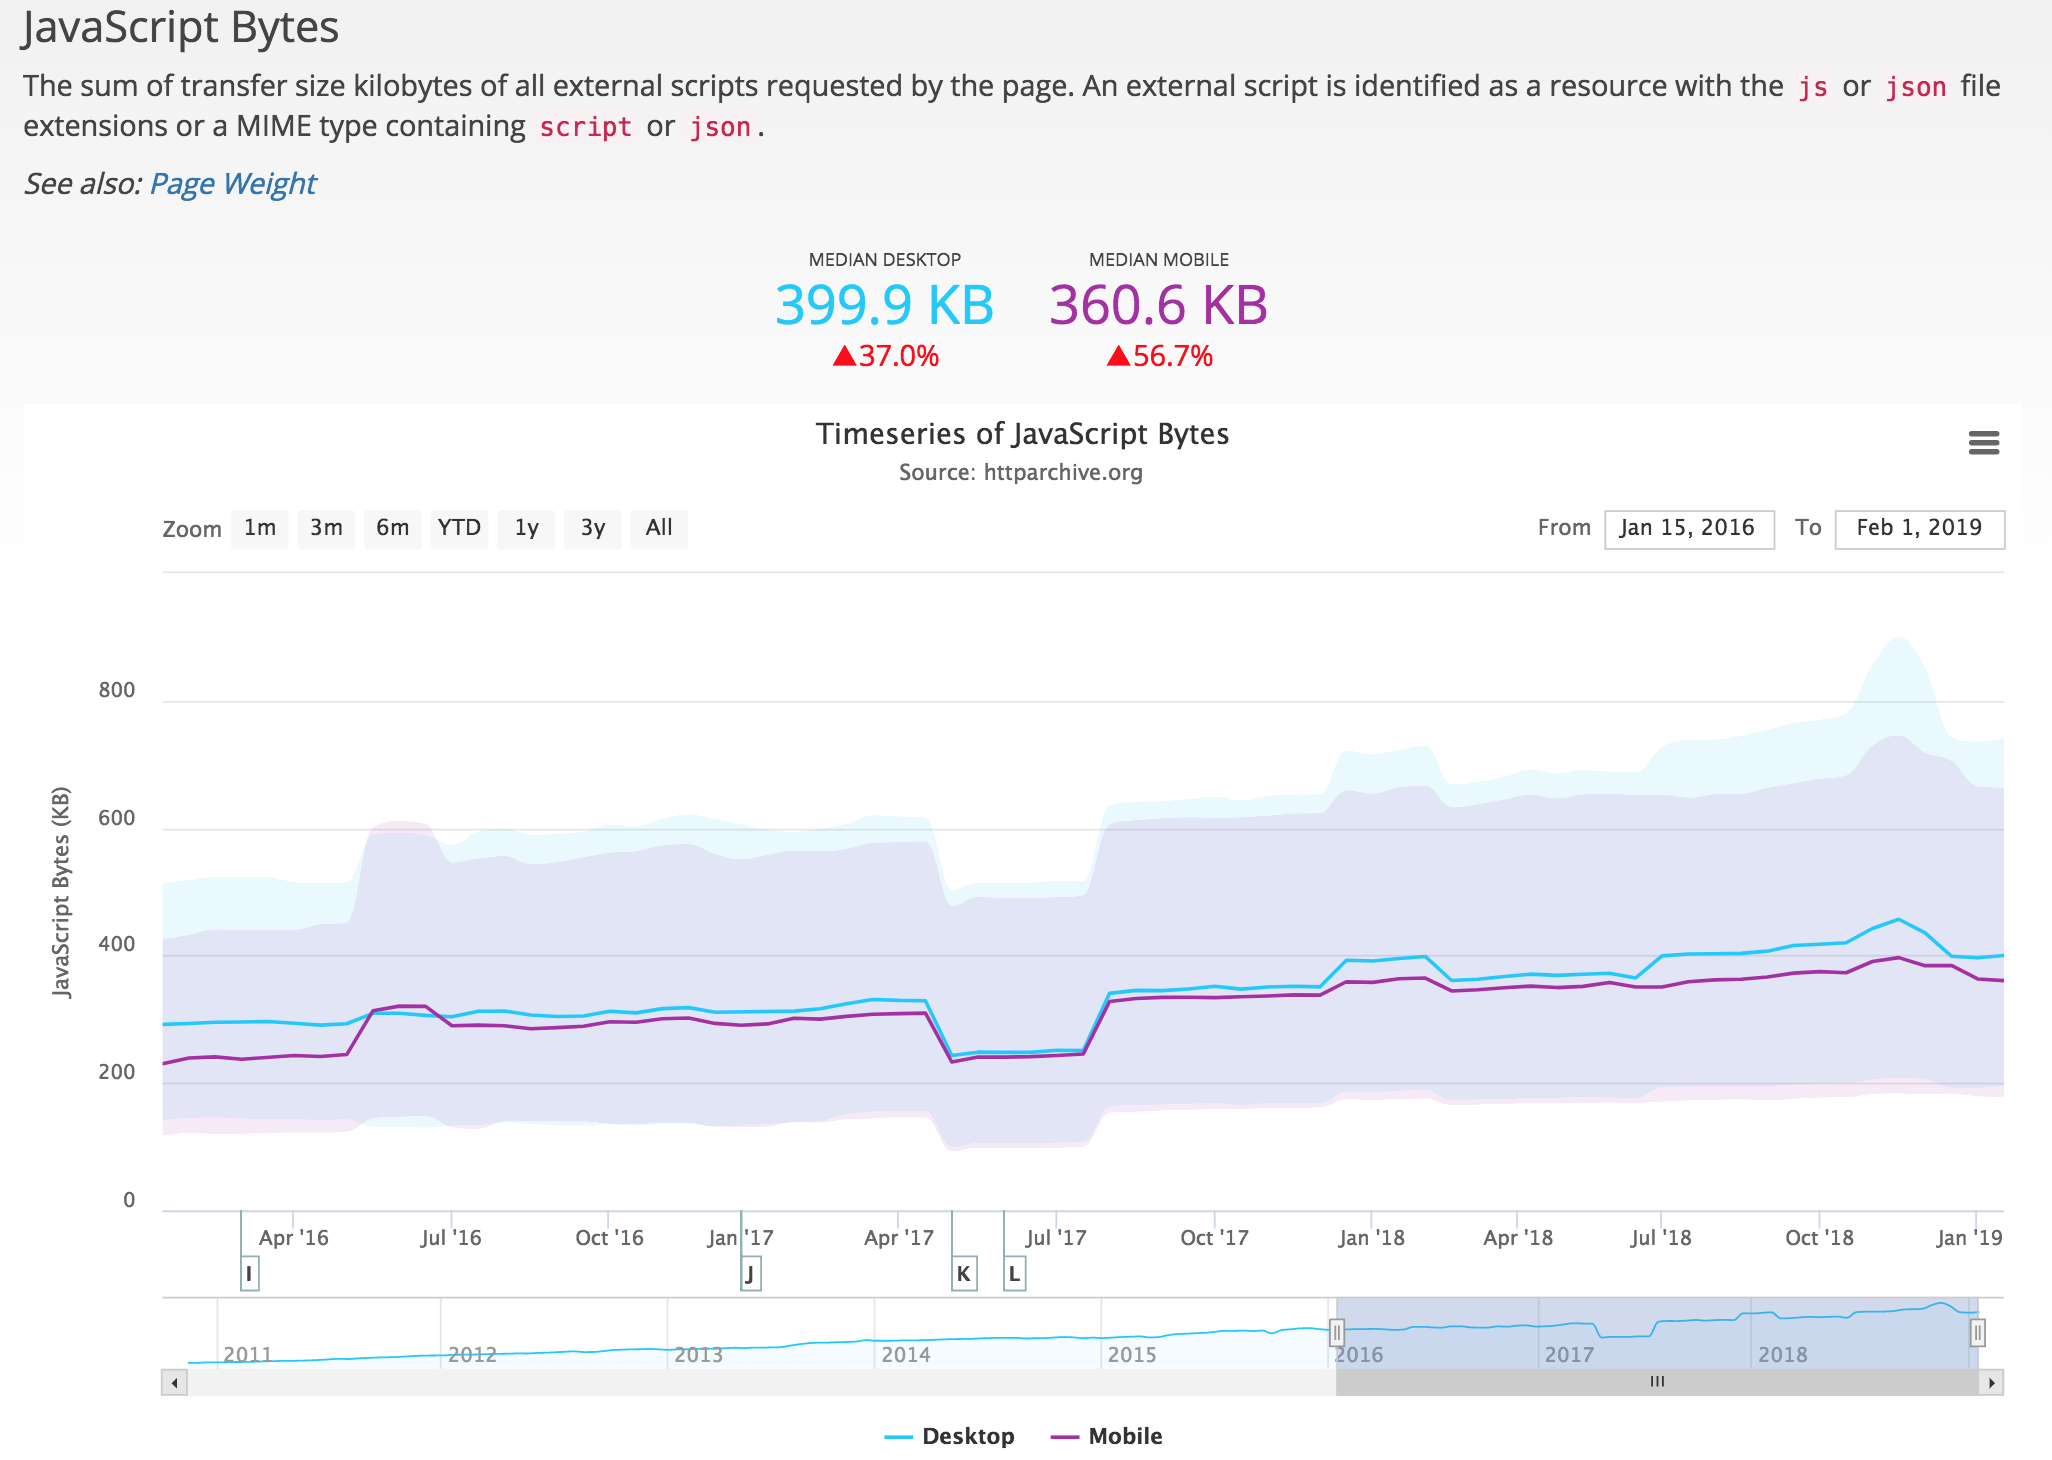 JavaScript Bytes
The sum of transfer size kilobytes of all external scripts requested by the page. An external script is identified as a resource with the js or json file
extensions or a MIME type containing script or json.
See also: Page Weight
MEDIAN DESKTOP
399.9 KB
▲37.0%
MEDIAN MOBILE
360.6 KB
▲56.7%
Timeseries of JavaScript Bytes
Source: httparchive.org
Zoom 1m 3m 6m YTD 1y 3y All
From Jan 15, 2016 To Feb 1, 2019
JavaScript Bytes (KB)
800
600
400
200
0
Apr '16 Jul '16 Oct '16 Jan '17 Apr '17 Jul '17 Oct '17 Jan '18 Apr '18 Jul '18 Oct '18 Jan '19
I J K L
2011 2012 2013 2014 2015 2016 2017 2018
Desktop Mobile